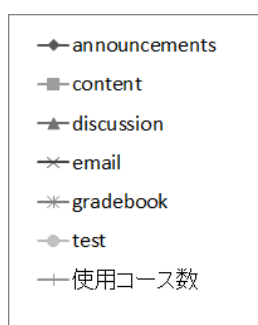 announcements
content
discussion
email
gradebook
test
使用コース数